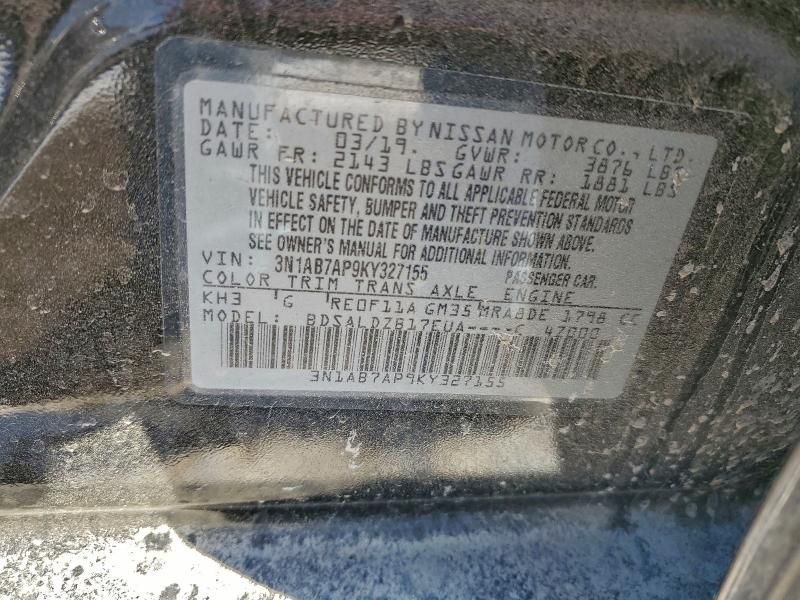 MANUFACTURED BY NISSAN MOTOR CO., LTD.
DATE: 03/19. GVWR: 3876 LBS
GAWR FR: 2143 LBS GAWR RR: 1881 LBS
THIS VEHICLE CONFORMS TO ALL APPLICABLE FEDERAL MOTOR
VEHICLE SAFETY, BUMPER AND THEFT PREVENTION STANDARDS
IN EFFECT ON THE DATE OF MANUFACTURE SHOWN ABOVE.
SEE OWNER'S MANUAL FOR ADDITIONAL INFORMATION.
VIN: 3N1AB7AP9KY327155 PASSENGER CAR.
COLOR TRIM TRANS AXLE ENGINE
KH3 G RE0F11A GM35 MRA8DE 1798 CC
MODEL: BDSALDZB17EUA----C 47000
3N1AB7AP9KY327155